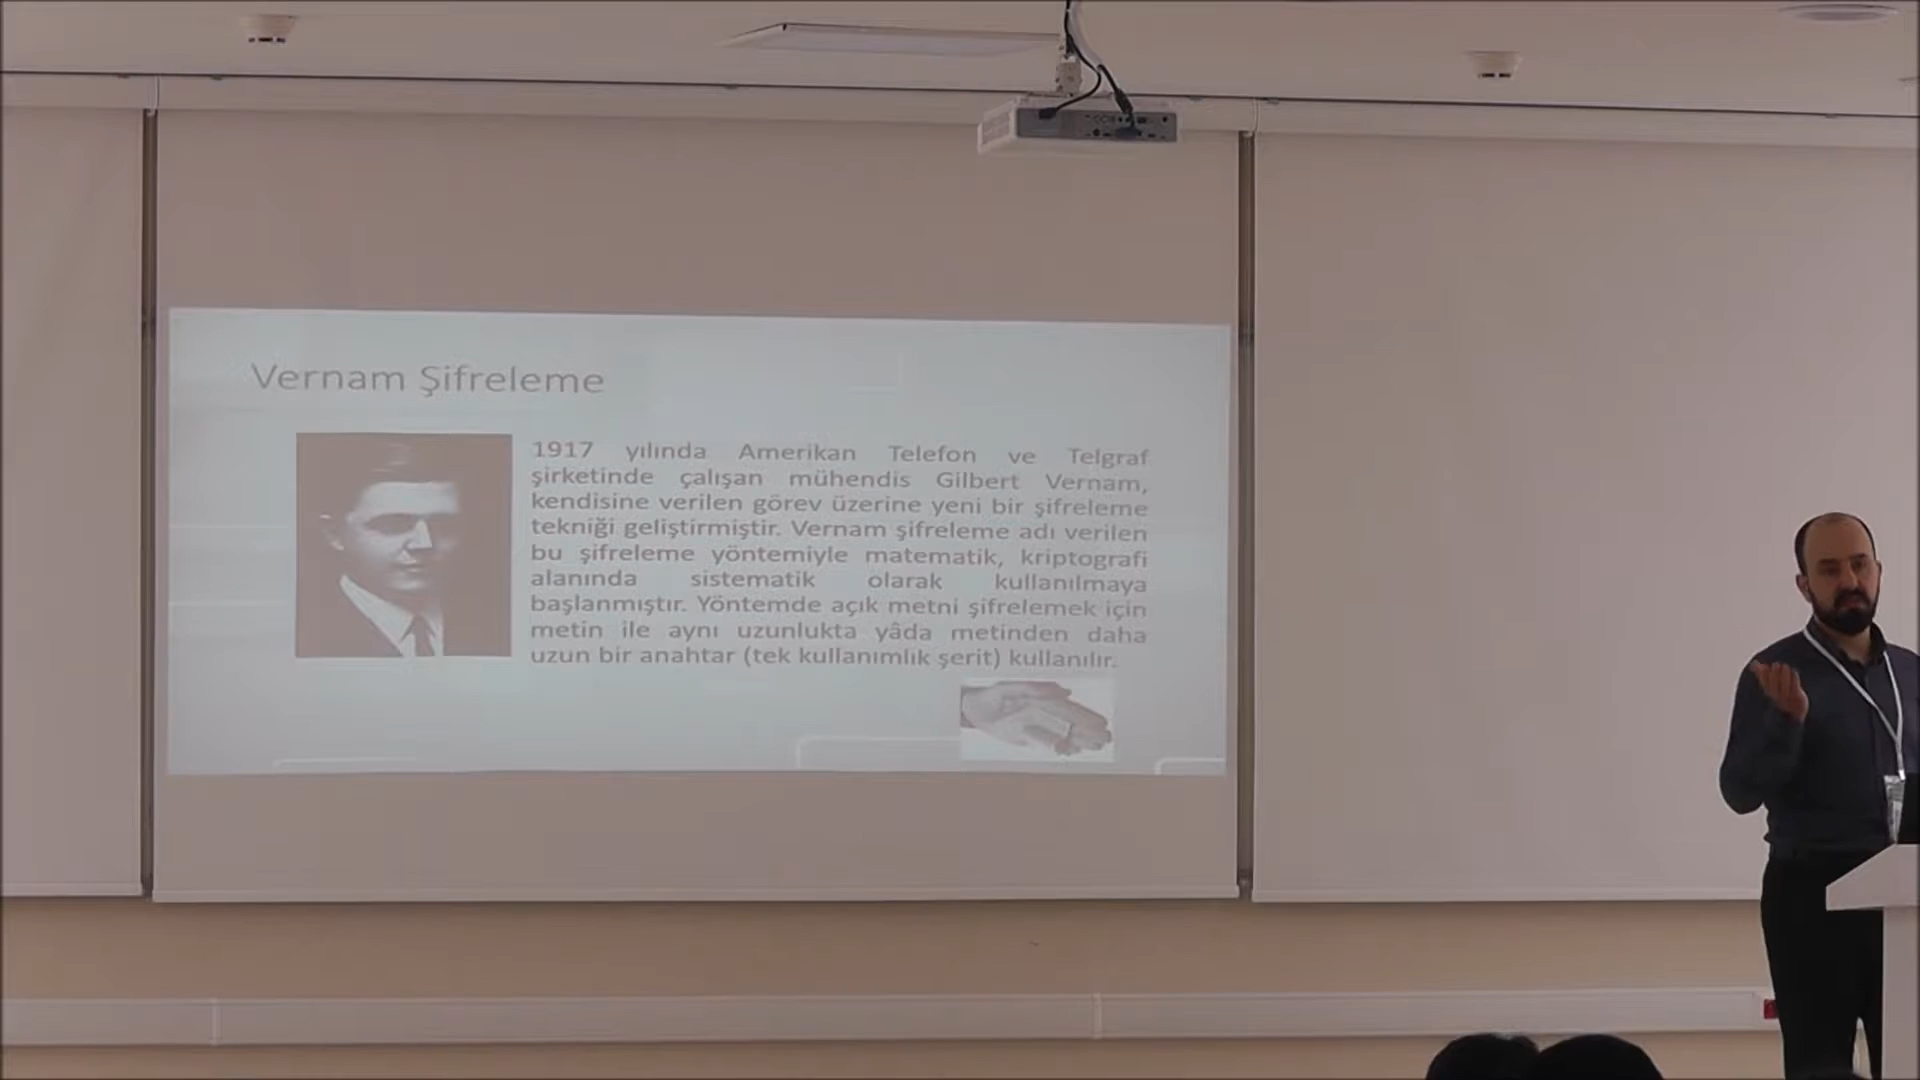 Vernam Şifreleme
1917 yılında Amerikan Telefon ve Telgraf
şirketinde çalışan mühendis Gilbert Vernam,
kendisine verilen görev üzerine yeni bir şifreleme
tekniği geliştirmiştir. Vernam şifreleme adı verilen
bu şifreleme yöntemiyle matematik, kriptografi
alanında sistematik olarak kullanılmaya
başlanmıştır. Yöntemde açık metni şifrelemek için
metin ile aynı uzunlukta yâda metinden daha
uzun bir anahtar (tek kullanımlık şerit) kullanılır.